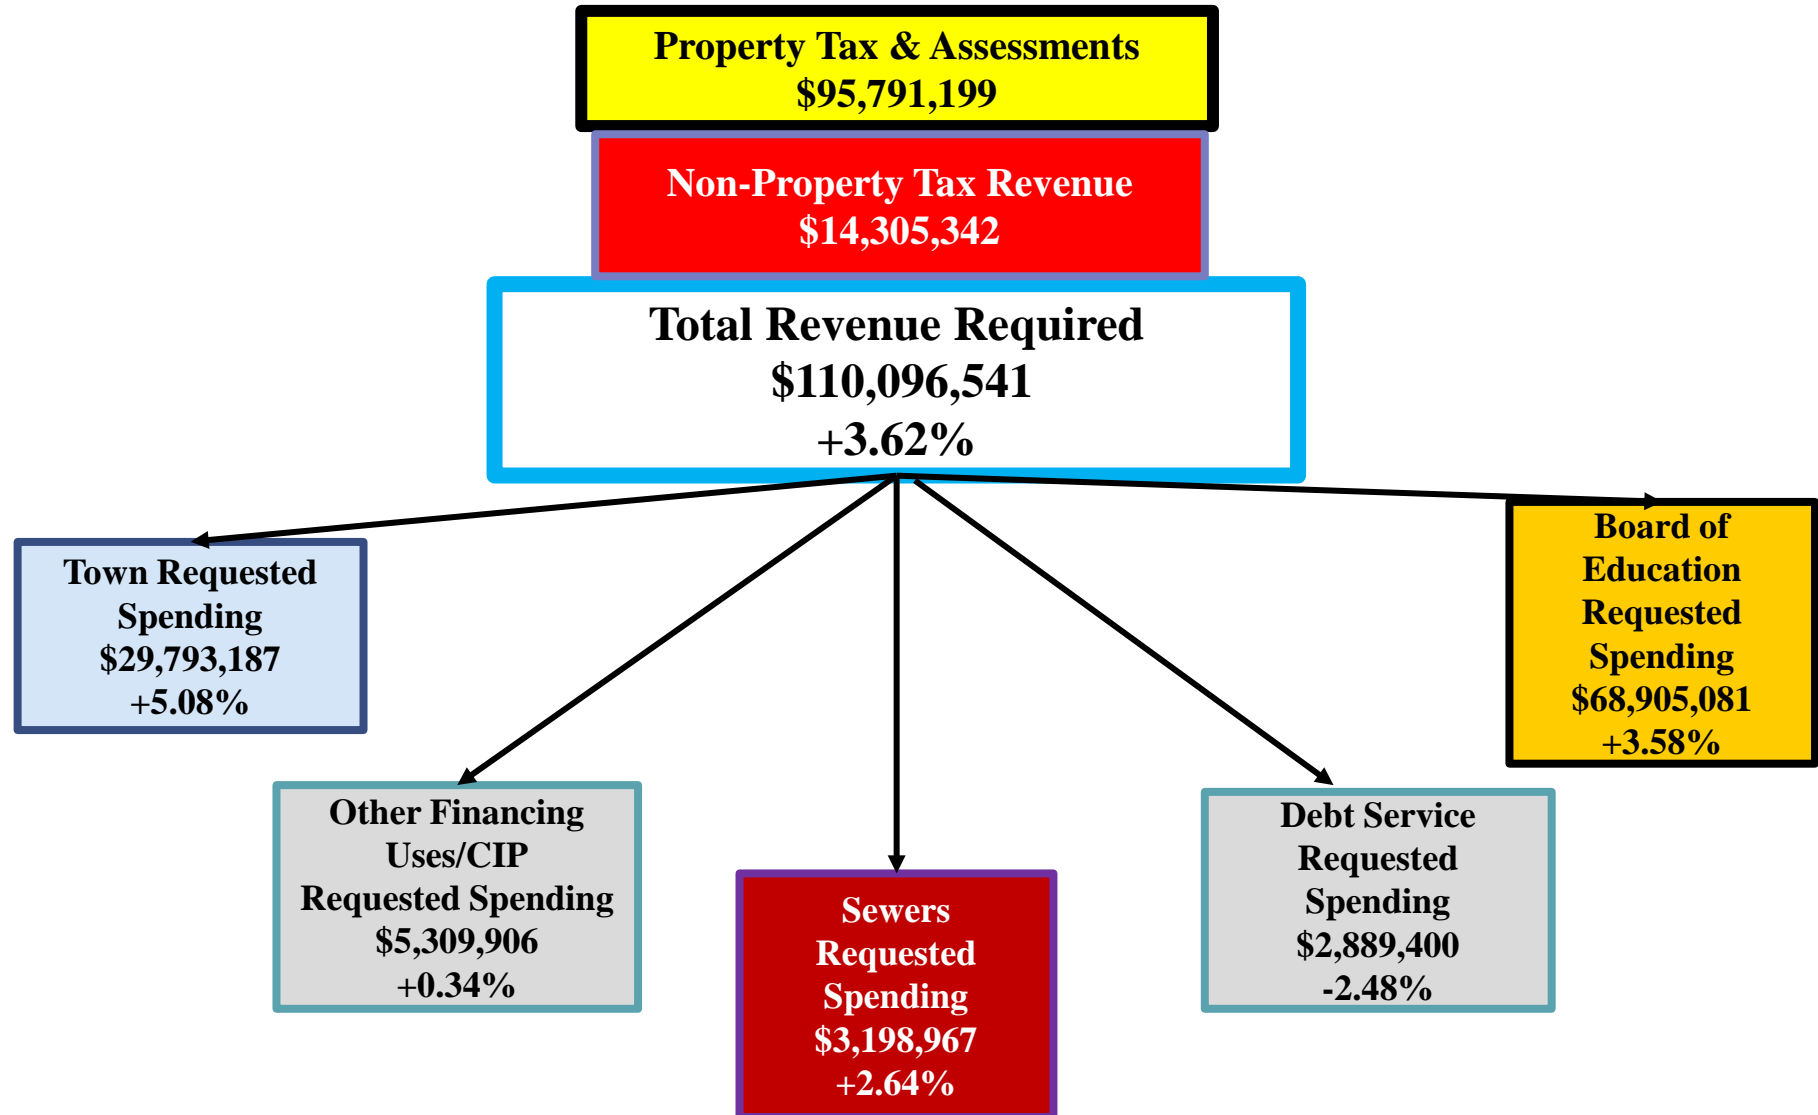 Property Tax & Assessments
$95,791,199
Non-Property Tax Revenue
$14,305,342
Total Revenue Required
$110,096,541
+3.62%
Town Requested
Spending
$29,793,187
+5.08%
Other Financing
Uses/CIP
Requested Spending
$5,309,906
+0.34%
Sewers
Requested
Spending
$3,198,967
+2.64%
Debt Service
Requested
Spending
$2,889,400
-2.48%
Board of
Education
Requested
Spending
$68,905,081
+3.58%